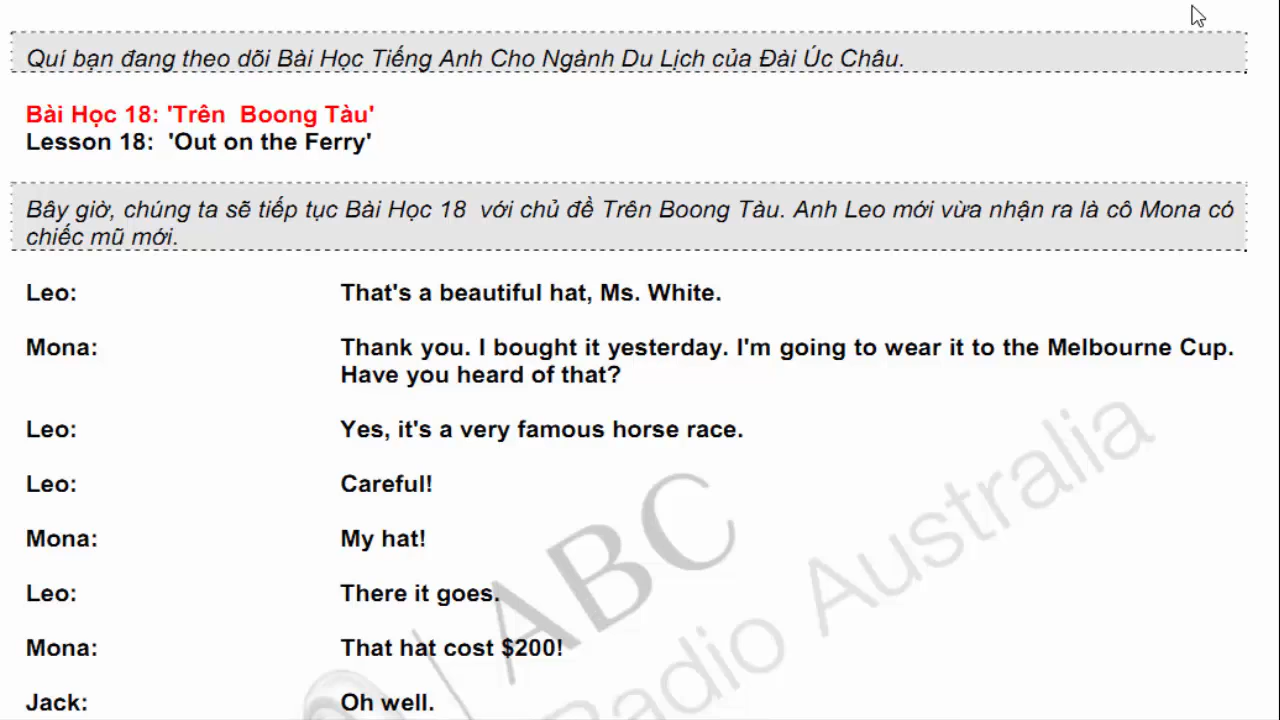 Quí bạn đang theo dõi Bài Học Tiếng Anh Cho Ngành Du Lịch của Đài Úc Châu.
Bài Học 18: 'Trên Boong Tàu'
Lesson 18: 'Out on the Ferry'
Bây giờ, chúng ta sẽ tiếp tục Bài Học 18 với chủ đề Trên Boong Tàu. Anh Leo mới vừa nhận ra là cô Mona có
chiếc mũ mới.
Leo: That's a beautiful hat, Ms. White.
Mona: Thank you. I bought it yesterday. I'm going to wear it to the Melbourne Cup.
Have you heard of that?
Leo: Yes, it's a very famous horse race.
Leo: Careful!
Mona: My hat!
Leo: There it goes.
Mona: That hat cost $200!
Jack: Oh well.
ABC
Radio Australia